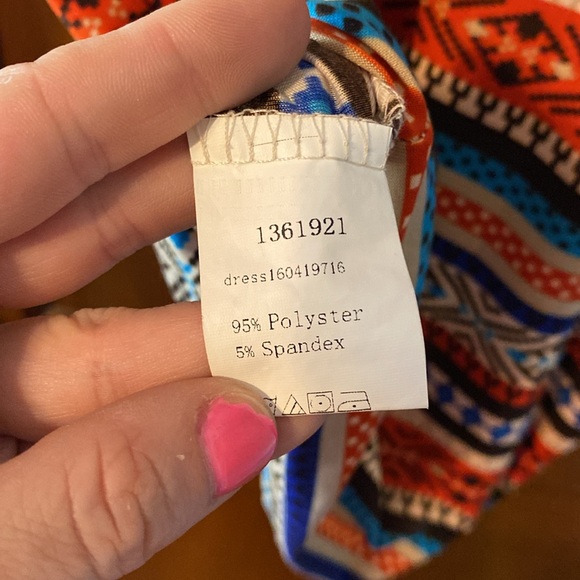 1361921
dress160419716
95% Polyster
5% Spandex